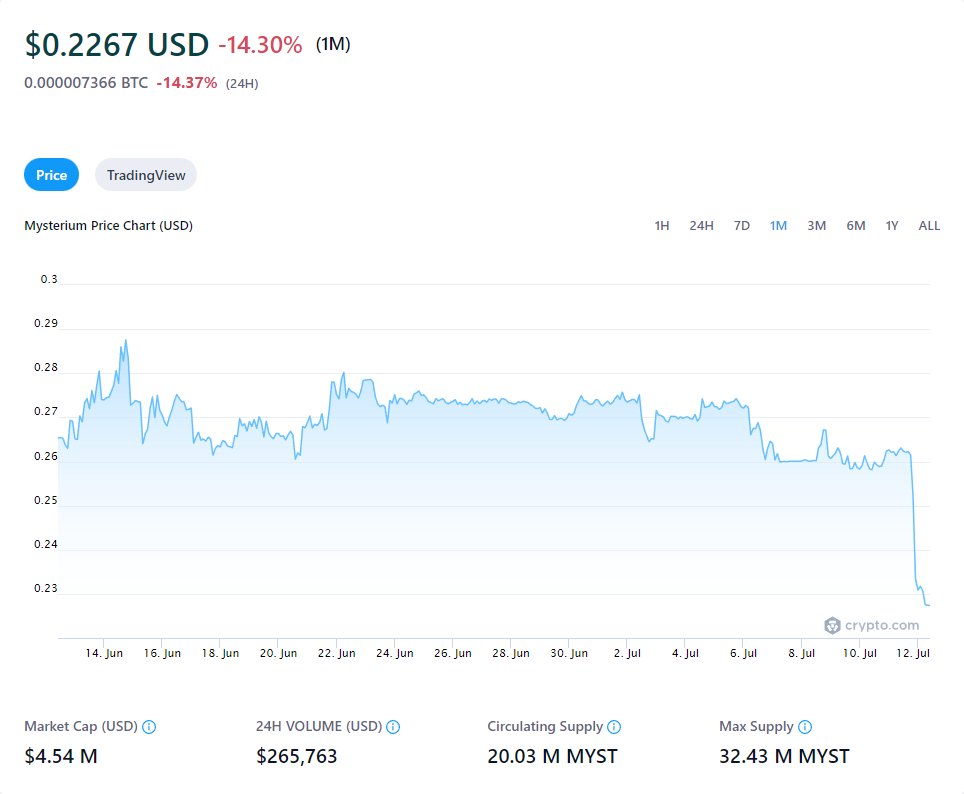 $0.2267 USD -14.30% (1M)
0.000007366 BTC -14.37% (24H)
Price TradingView
Mysterium Price Chart (USD) 1H 24H 7D 1M 3M 6M 1Y ALL
0.3
0.29
0.28
0.27
0.26
0.25
0.24
0.23
crypto.com
14. Jun 16. Jun 18. Jun 20. Jun 22. Jun 24. Jun 26. Jun 28. Jun 30. Jun 2. Jul 4. Jul 6. Jul 8. Jul 10. Jul 12. Jul
Market Cap (USD) 24H VOLUME (USD) Circulating Supply Max Supply
$4.54 M $265,763 20.03 M MYST 32.43 M MYST